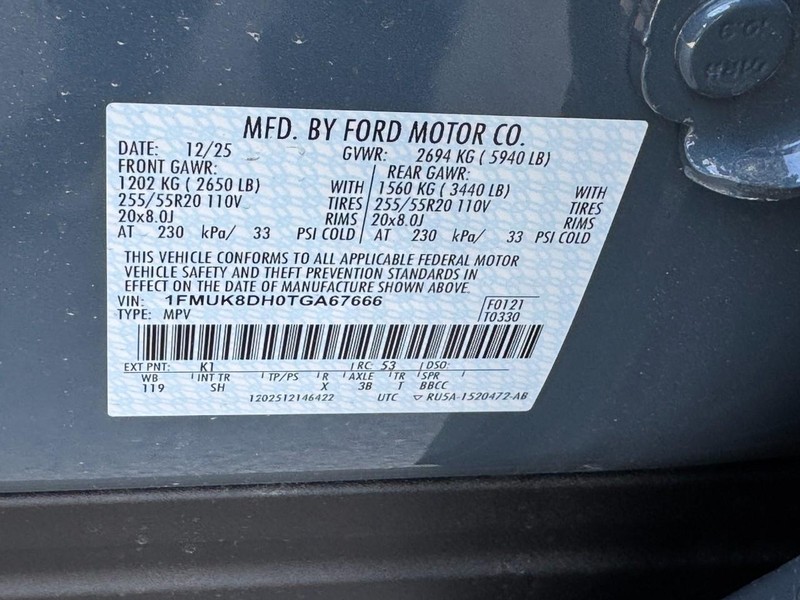 MFD. BY FORD MOTOR CO.
DATE: 12/25 GVWR: 2694 KG ( 5940 LB)
FRONT GAWR: REAR GAWR:
1202 KG ( 2650 LB) WITH 1560 KG ( 3440 LB) WITH
255/55R20 110V TIRES 255/55R20 110V TIRES
20x8.0J RIMS 20x8.0J RIMS
AT 230 kPa/ 33 PSI COLD AT 230 kPa/ 33 PSI COLD
THIS VEHICLE CONFORMS TO ALL APPLICABLE FEDERAL MOTOR
VEHICLE SAFETY AND THEFT PREVENTION STANDARDS IN
EFFECT ON THE DATE OF MANUFACTURE SHOWN ABOVE.
VIN: 1FMUK8DH0TGA67666 F0121
TYPE: MPV T0330
EXT PNT: K1 RC: 53 DSO:
WB INT TR TP/PS R AXLE TR SPR
119 SH X 3B T BBCC
1202512146422 UTC ▽ RU5A-1520472-AB